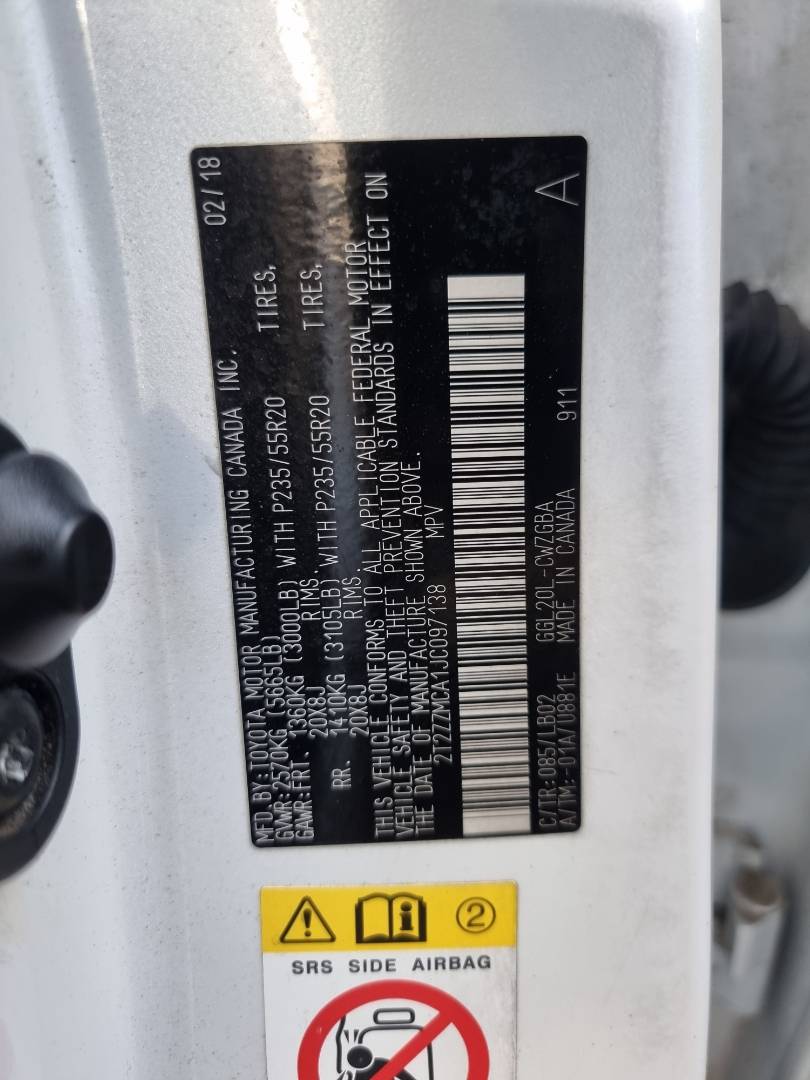 MFD.BY:TOYOTA MOTOR MANUFACTURING CANADA INC. 02/18
GVWR:2570KG(5665LB)
GAWR:FRT. 1360KG (3000LB) WITH P235/55R20 TIRES,
20X8J RIMS.
RR. 1410KG (3105LB) WITH P235/55R20 TIRES,
20X8J RIMS.
THIS VEHICLE CONFORMS TO ALL APPLICABLE FEDERAL MOTOR
VEHICLE SAFETY AND THEFT PREVENTION STANDARDS IN EFFECT ON
THE DATE OF MANUFACTURE SHOWN ABOVE.
2T2ZZMCA1JC097138 MPV
C/TR:085/LB02 GGL20L-CWZGBA A
A/TM:-01A/U881E MADE IN CANADA 911
2
SRS SIDE AIRBAG